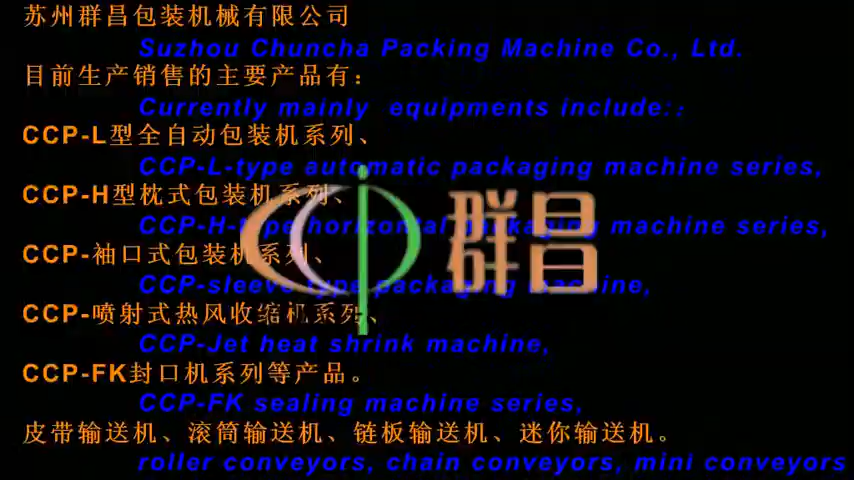 苏州群昌包装机械有限公司
Suzhou Chuncha Packing Machine Co., Ltd.
目前生产销售的主要产品有：
Currently mainly equipments include:;
CCP-L型全自动包装机系列、
CCP-L-type automatic packaging machine series,
CCP-H型枕式包装机系列、
CCP-H-type horizontal packaging machine series,
群昌
CCP-袖口式包装机系列、
CCP-sleeve type packaging machine,
CCP-喷射式热风收缩机系列、
CCP-Jet heat shrink machine,
CCP-FK封口机系列等产品。
CCP-FK sealing machine series,
皮带输送机、滚筒输送机、链板输送机、迷你输送机。
roller conveyors, chain conveyors, mini conveyors